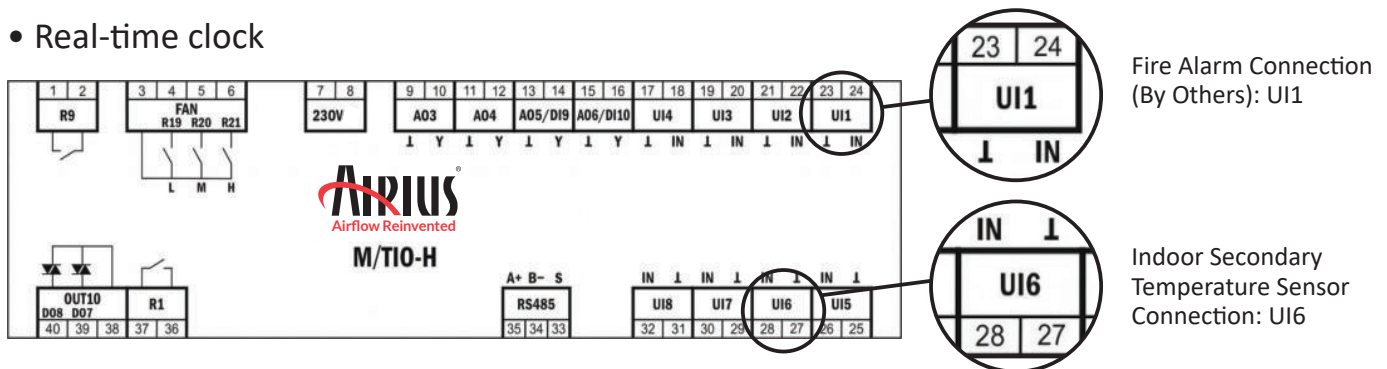 • Real-time clock
1 2 3 4 5 6 7 8 9 10 11 12 13 14 15 16 17 18 19 20 21 22 23 24
R9 FAN 230V AO3 AO4 AO5/DI9 AO6/DI10 UI4 UI3 UI2 UI1
R19 R20 R21
⊥ Y ⊥ Y ⊥ Y ⊥ Y ⊥ IN ⊥ IN ⊥ IN ⊥ IN
L M H
AIRIUS®
Airflow Reinvented
M/TIO-H
A+ B− S IN ⊥ IN ⊥ IN ⊥ IN ⊥
OUT10 R1 RS485 UI8 UI7 UI6 UI5
DO8 DO7
40 39 38 37 36 35 34 33 32 31 30 29 28 27 26 25
23 24
UI1
⊥ IN
Fire Alarm Connection
(By Others): UI1
IN ⊥
UI6
28 27
Indoor Secondary
Temperature Sensor
Connection: UI6